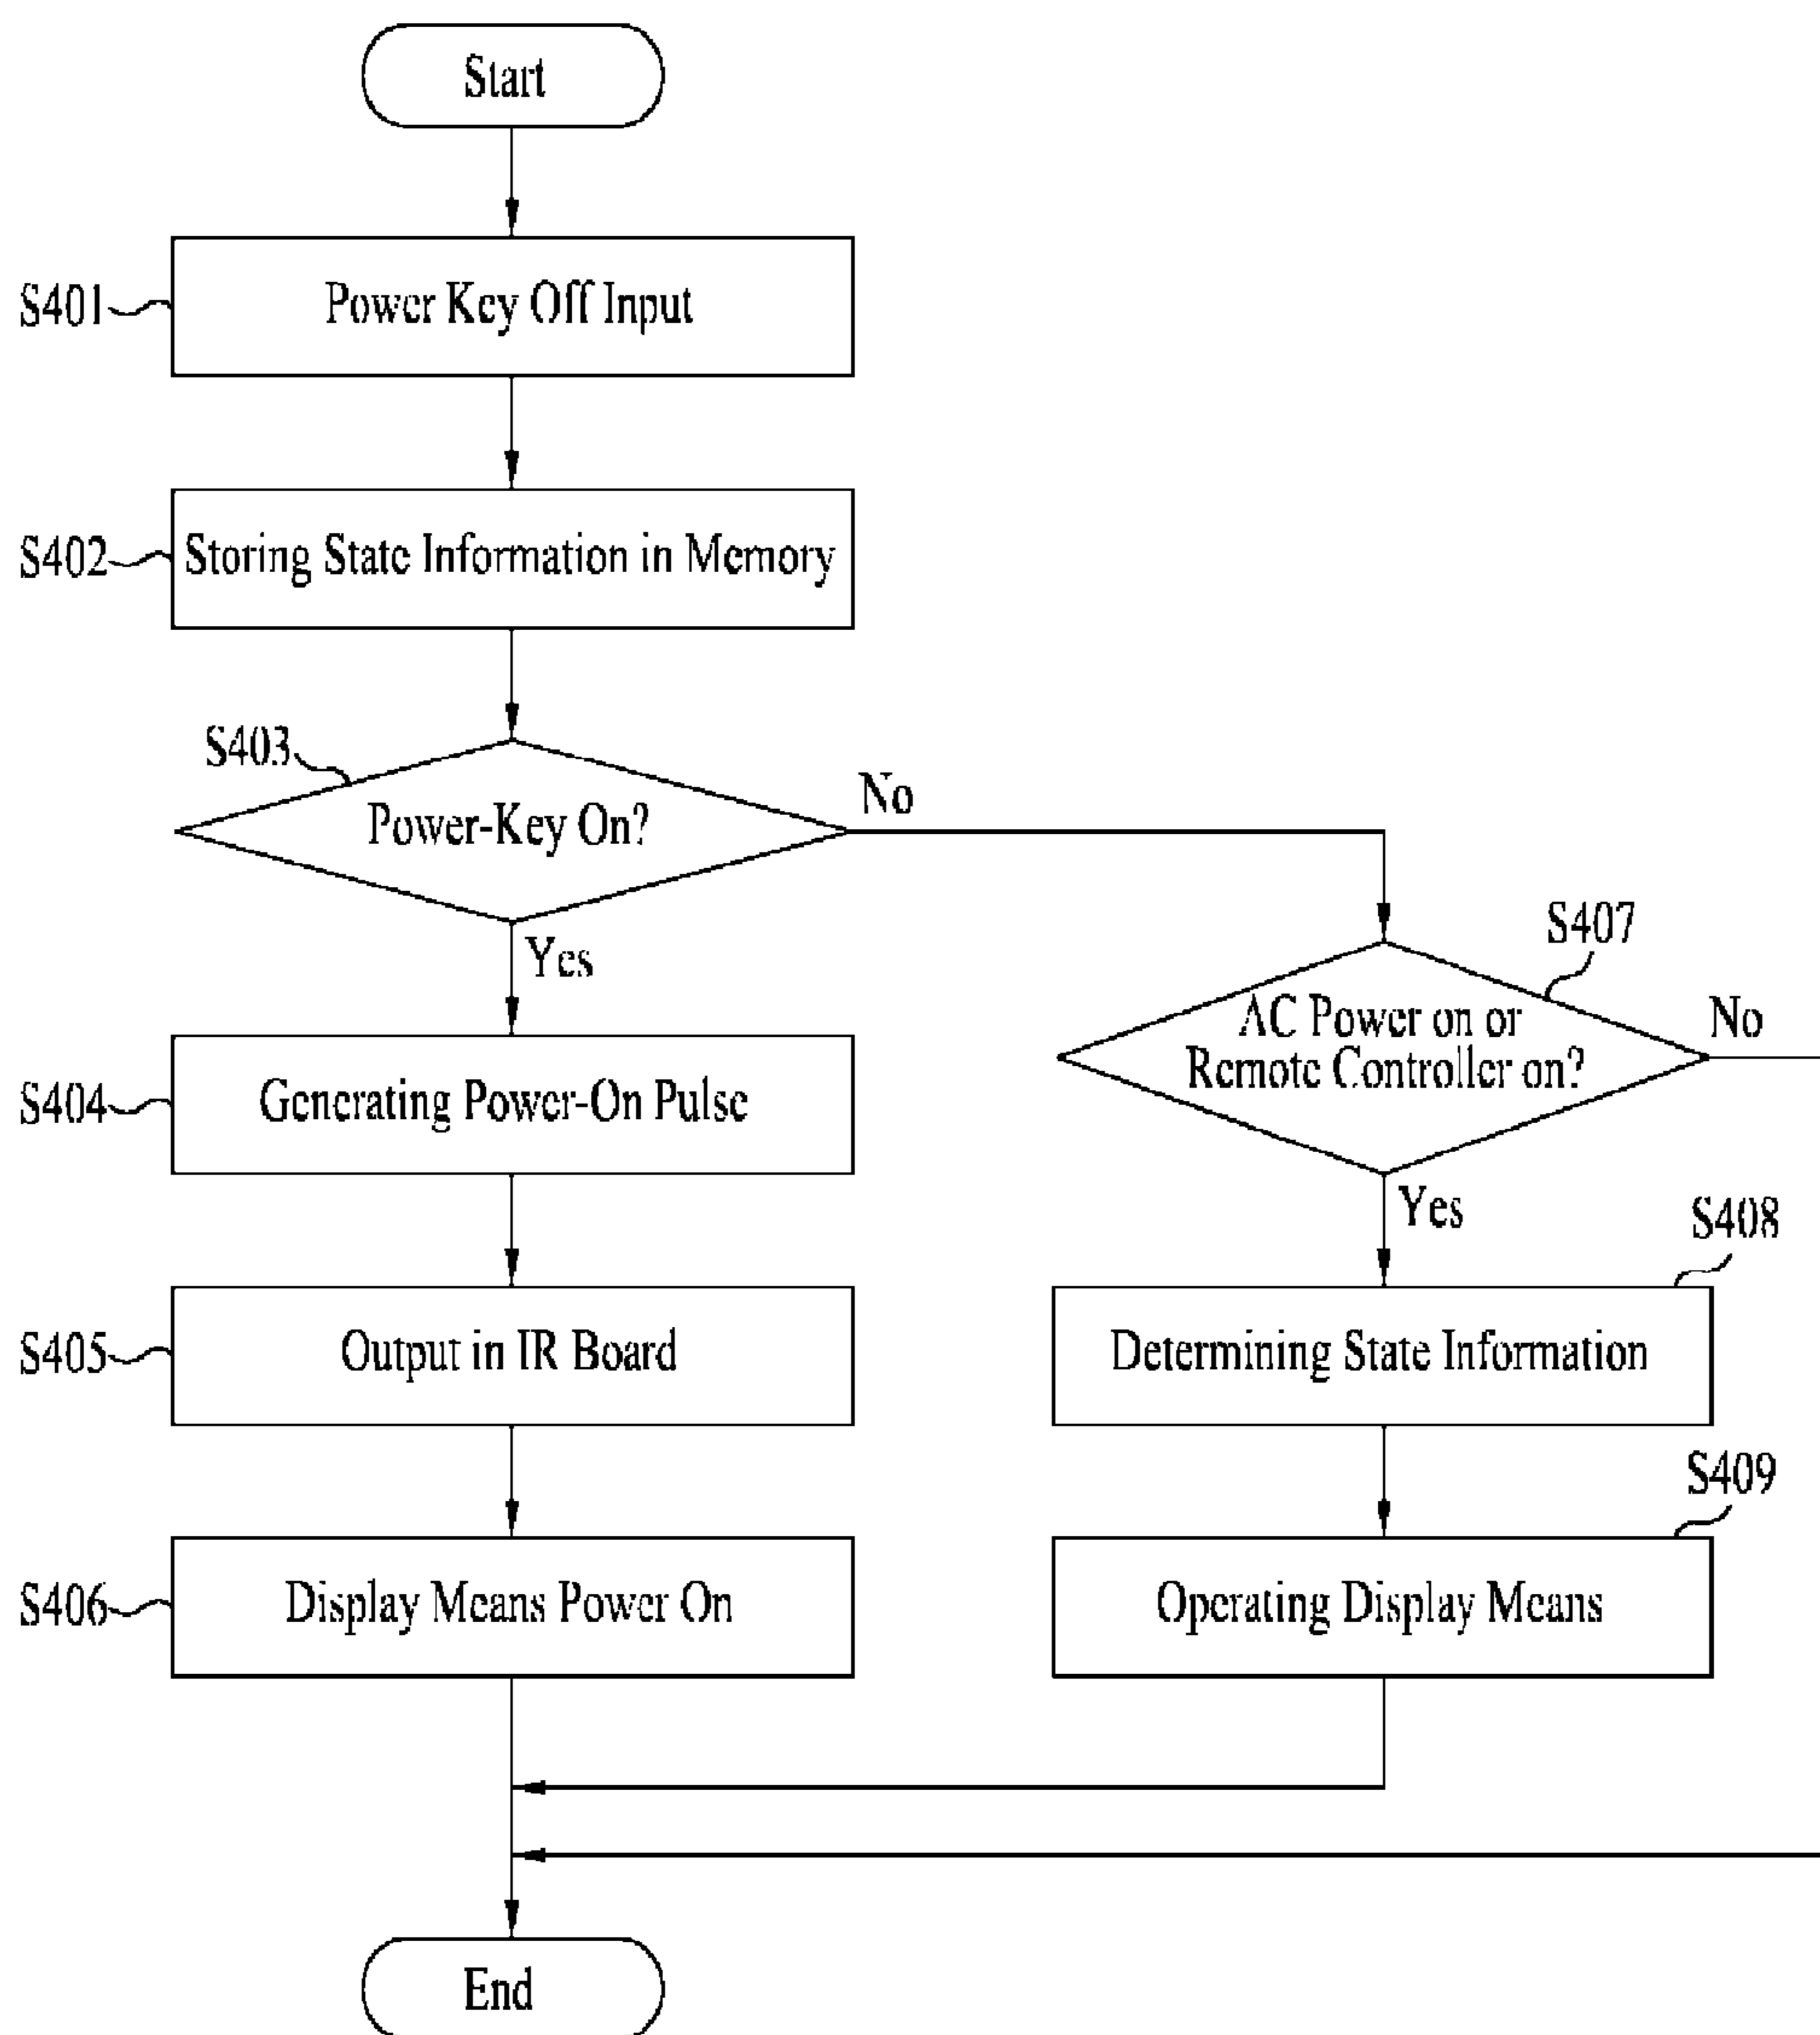 Start
S401
Power Key Off Input
S402
Storing State Information in Memory
S403
Power-Key On?
No
Yes
S407
AC Power on or
Remote Controller on?
No
Yes
S404
Generating Power-On Pulse
S408
S405
Output in IR Board
Determining State Information
S409
S406
Display Means Power On
Operating Display Means
End